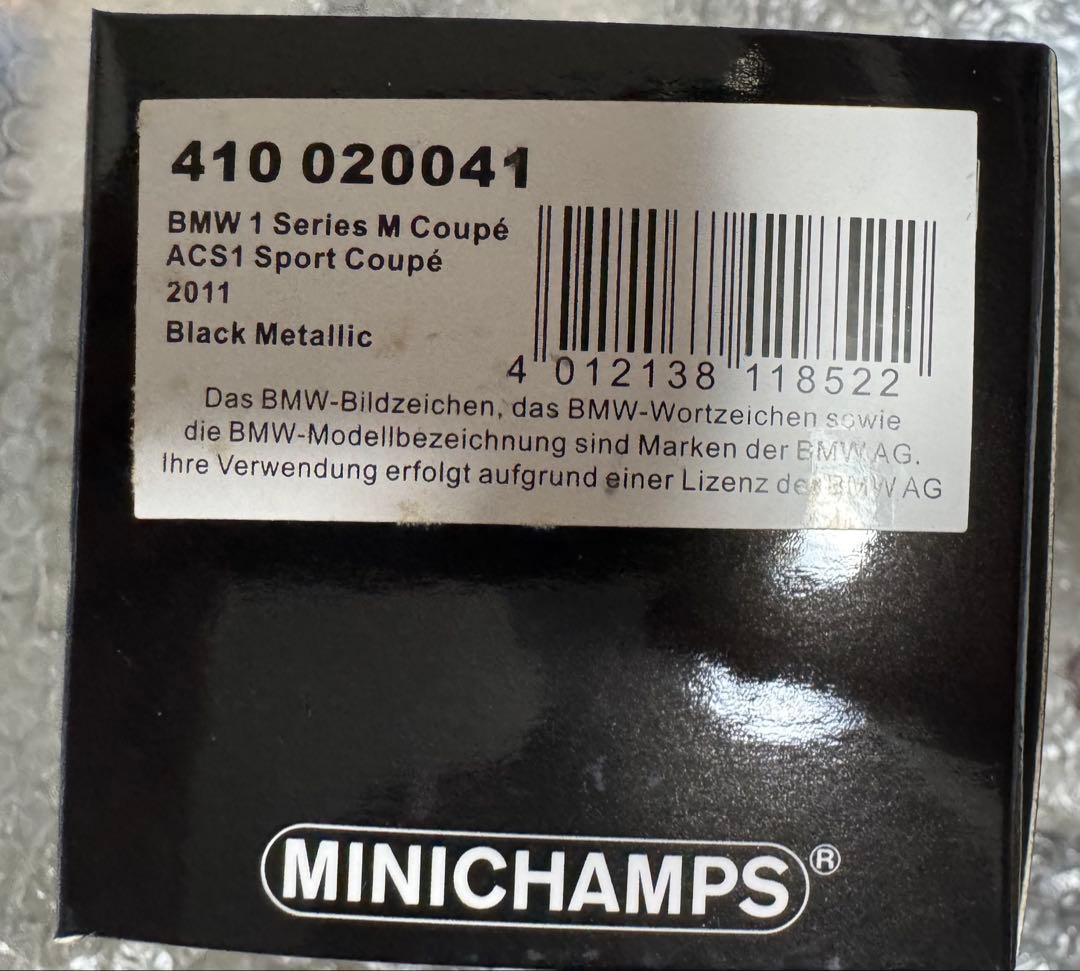 410 020041
BMW 1 Series M Coupé
ACS1 Sport Coupé
2011
Black Metallic
4 012138 118522
Das BMW-Bildzeichen, das BMW-Wortzeichen sowie
die BMW-Modellbezeichnung sind Marken der BMW AG.
Ihre Verwendung erfolgt aufgrund einer Lizenz der BMW AG
MINICHAMPS®